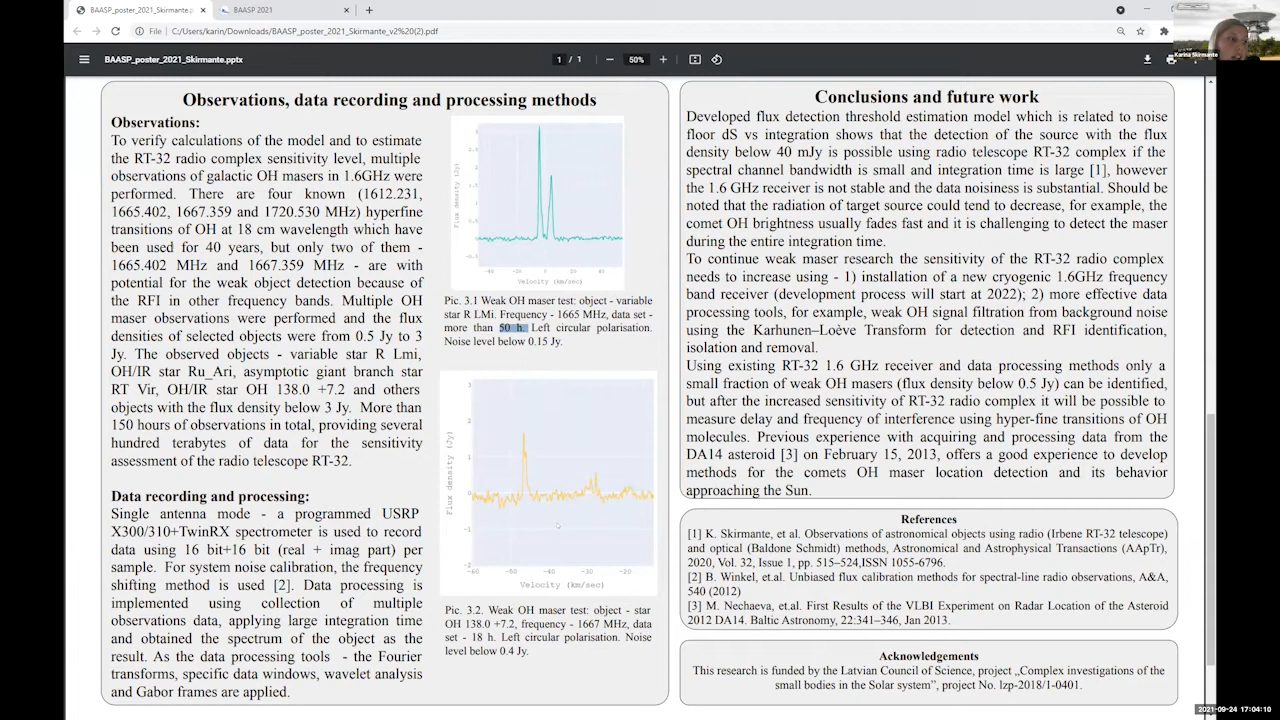 BAASP_poster_2021_Skirmante.
BAASP 2021
File
C:/Users/karin/Downloads/BAASP_poster_2021_Skirmante_v2%20(2).pdf
Karina Skirmante
BAASP_poster_2021_Skirmante.pptx
1 / 1
50%
Observations, data recording and processing methods
Observations:
To verify calculations of the model and to estimate
the RT-32 radio complex sensitivity level, multiple
observations of galactic OH masers in 1.6GHz were
performed. There are four known (1612.231,
1665.402, 1667.359 and 1720.530 MHz) hyperfine
transitions of OH at 18 cm wavelength which have
been used for 40 years, but only two of them -
1665.402 MHz and 1667.359 MHz - are with
potential for the weak object detection because of
the RFI in other frequency bands. Multiple OH
maser observations were performed and the flux
densities of selected objects were from 0.5 Jy to 3
Jy. The observed objects - variable star R Lmi,
OH/IR star Ru_Ari, asymptotic giant branch star
RT Vir, OH/IR star OH 138.0 +7.2 and others
objects with the flux density below 3 Jy. More than
150 hours of observations in total, providing several
hundred terabytes of data for the sensitivity
assessment of the radio telescope RT-32.
Data recording and processing:
Single antenna mode - a programmed USRP
X300/310+TwinRX spectrometer is used to record
data using 16 bit+16 bit (real + imag part) per
sample. For system noise calibration, the frequency
shifting method is used [2]. Data processing is
implemented using collection of multiple
observations data, applying large integration time
and obtained the spectrum of the object as the
result. As the data processing tools - the Fourier
transforms, specific data windows, wavelet analysis
and Gabor frames are applied.
Flux density (Jy)
Velocity (km/sec)
Pic. 3.1 Weak OH maser test: object - variable
star R LMi. Frequency - 1665 MHz, data set -
more than 50 h. Left circular polarisation.
Noise level below 0.15 Jy.
3
2
1
0
-1
-2
Flux density (Jy)
-60 -50 -40 -30 -20
Velocity (km/sec)
Pic. 3.2. Weak OH maser test: object - star
OH 138.0 +7.2, frequency - 1667 MHz, data
set - 18 h. Left circular polarisation. Noise
level below 0.4 Jy.
Conclusions and future work
Developed flux detection threshold estimation model which is related to noise
floor dS vs integration shows that the detection of the source with the flux
density below 40 mJy is possible using radio telescope RT-32 complex if the
spectral channel bandwidth is small and integration time is large [1], however
the 1.6 GHz receiver is not stable and the data noisiness is substantial. Should be
noted that the radiation of target source could tend to decrease, for example, the
comet OH brightness usually fades fast and it is challenging to detect the maser
during the entire integration time.
To continue weak maser research the sensitivity of the RT-32 radio complex
needs to increase using - 1) installation of a new cryogenic 1.6GHz frequency
band receiver (development process will start at 2022); 2) more effective data
processing tools, for example, weak OH signal filtration from background noise
using the Karhunen–Loève Transform for detection and RFI identification,
isolation and removal.
Using existing RT-32 1.6 GHz receiver and data processing methods only a
small fraction of weak OH masers (flux density below 0.5 Jy) can be identified,
but after the increased sensitivity of RT-32 radio complex it will be possible to
measure delay and frequency of interference using hyper-fine transitions of OH
molecules. Previous experience with acquiring and processing data from the
DA14 asteroid [3] on February 15, 2013, offers a good experience to develop
methods for the comets OH maser location detection and its behavior
approaching the Sun.
References
[1] K. Skirmante, et al. Observations of astronomical objects using radio (Irbene RT-32 telescope)
and optical (Baldone Schmidt) methods, Astronomical and Astrophysical Transactions (AApTr),
2020, Vol. 32, Issue 1, pp. 515–524,ISSN 1055-6796.
[2] B. Winkel, et.al. Unbiased flux calibration methods for spectral-line radio observations, A&A,
540 (2012)
[3] M. Nechaeva, et.al. First Results of the VLBI Experiment on Radar Location of the Asteroid
2012 DA14. Baltic Astronomy, 22:341–346, Jan 2013.
Acknowledgements
This research is funded by the Latvian Council of Science, project „Complex investigations of the
small bodies in the Solar system”, project No. lzp-2018/1-0401.
2021-09-24 17:04:10